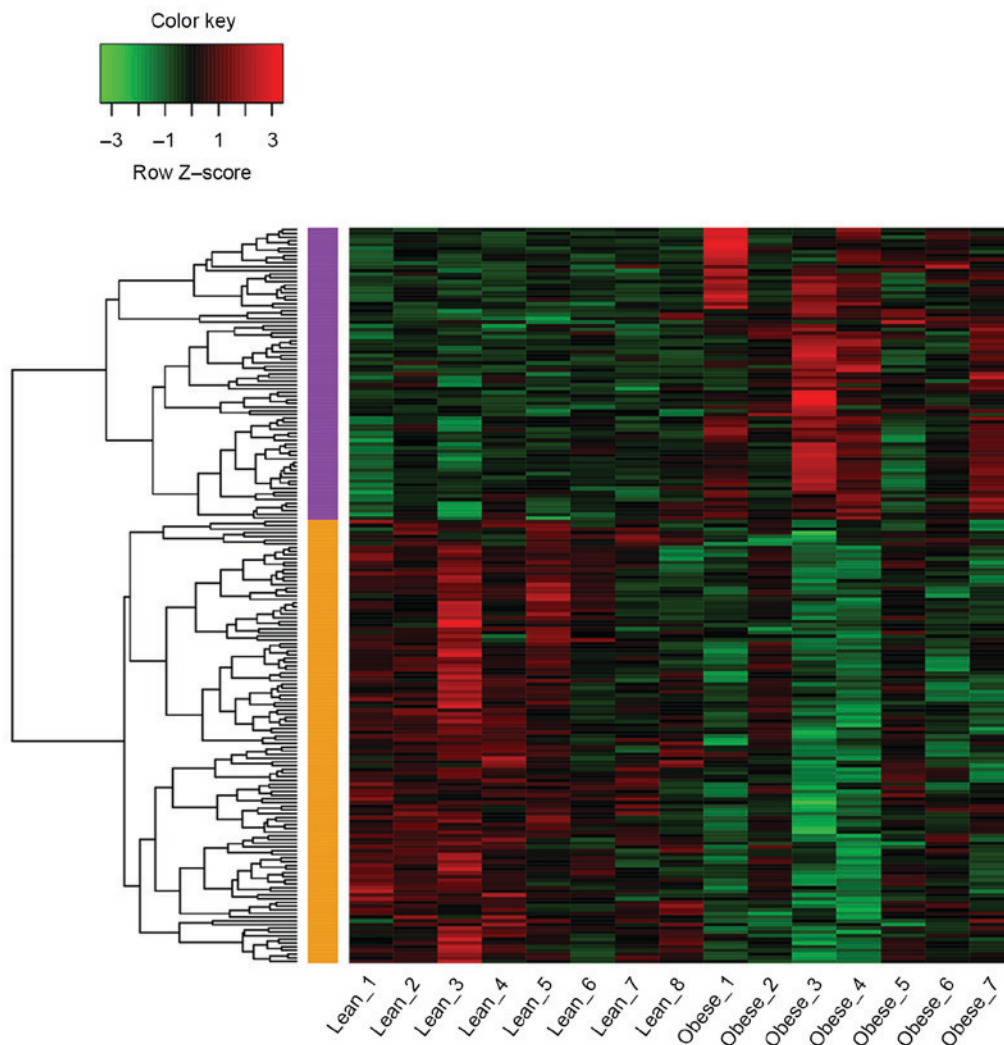 Color key
–3 –1 1 3
Row Z–score
Lean_1
Lean_2
Lean_3
Lean_4
Lean_5
Lean_6
Lean_7
Lean_8
Obese_1
Obese_2
Obese_3
Obese_4
Obese_5
Obese_6
Obese_7